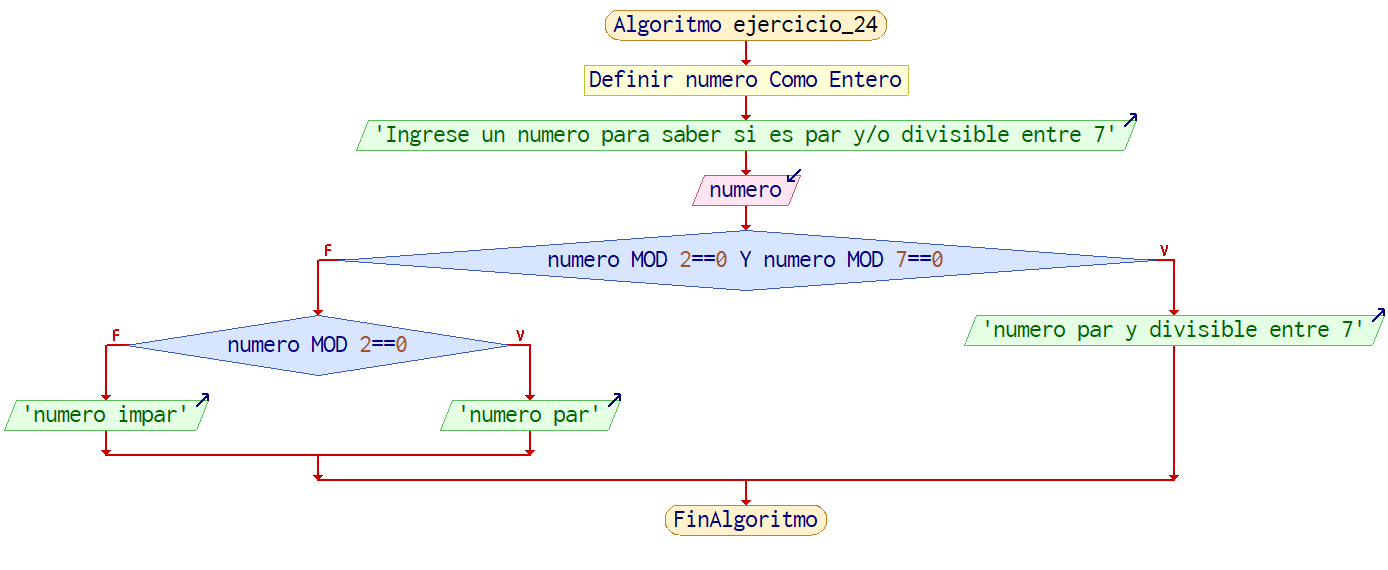 Algoritmo ejercicio_24
Definir numero Como Entero
'Ingrese un numero para saber si es par y/o divisible entre 7'
numero
F
V
numero MOD 2==0 Y numero MOD 7==0
F
V
numero MOD 2==0
'numero par y divisible entre 7'
'numero impar'
'numero par'
FinAlgoritmo